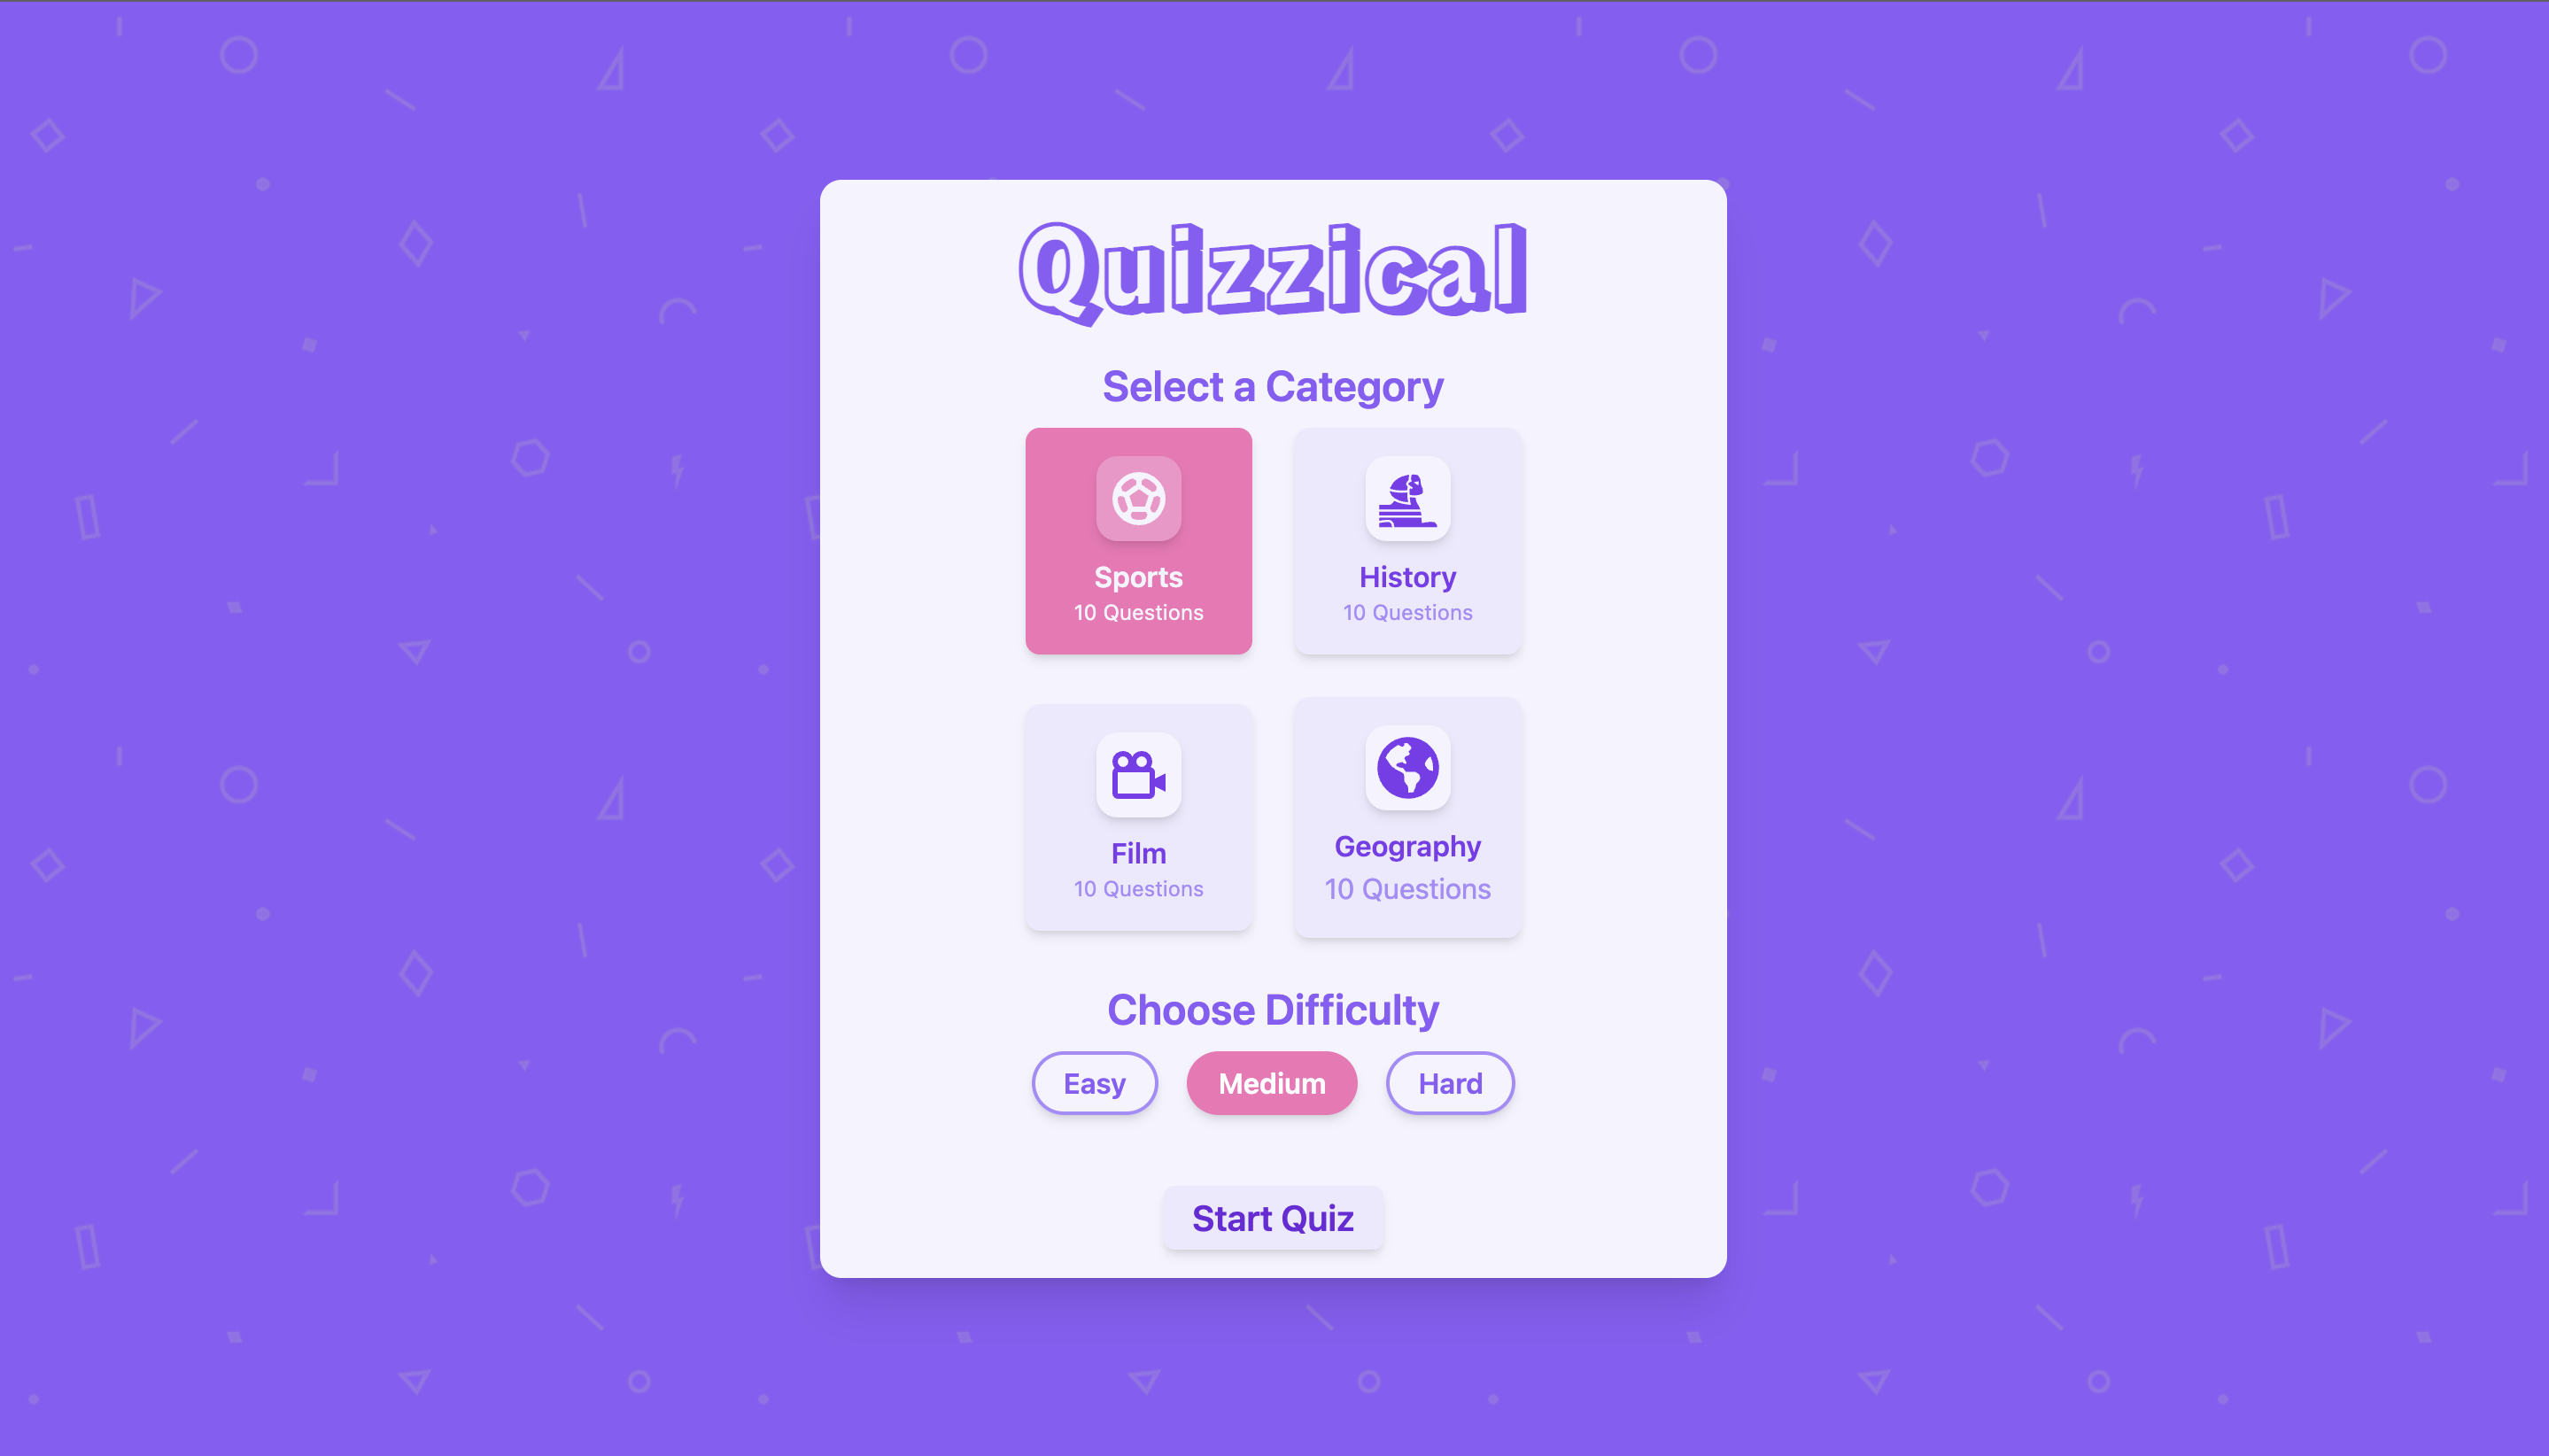 Quizzical
Select a Category
Sports
10 Questions
History
10 Questions
Film
10 Questions
Geography
10 Questions
Choose Difficulty
Easy
Medium
Hard
Start Quiz